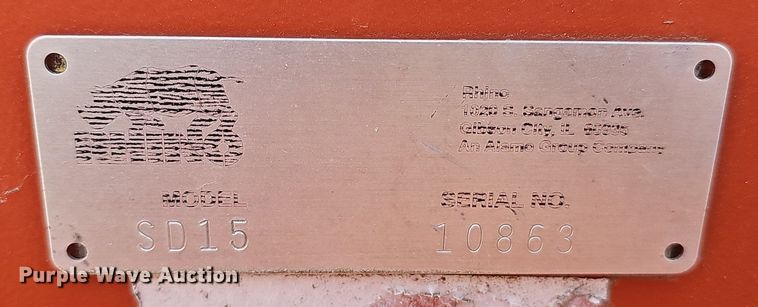 Rhino
Rhino
1020 S. Sangamon Ave.
Gibson City, IL 60936
An Alamo Group Company
MODEL
SERIAL NO.
SD15
10863
Purple Wave Auction